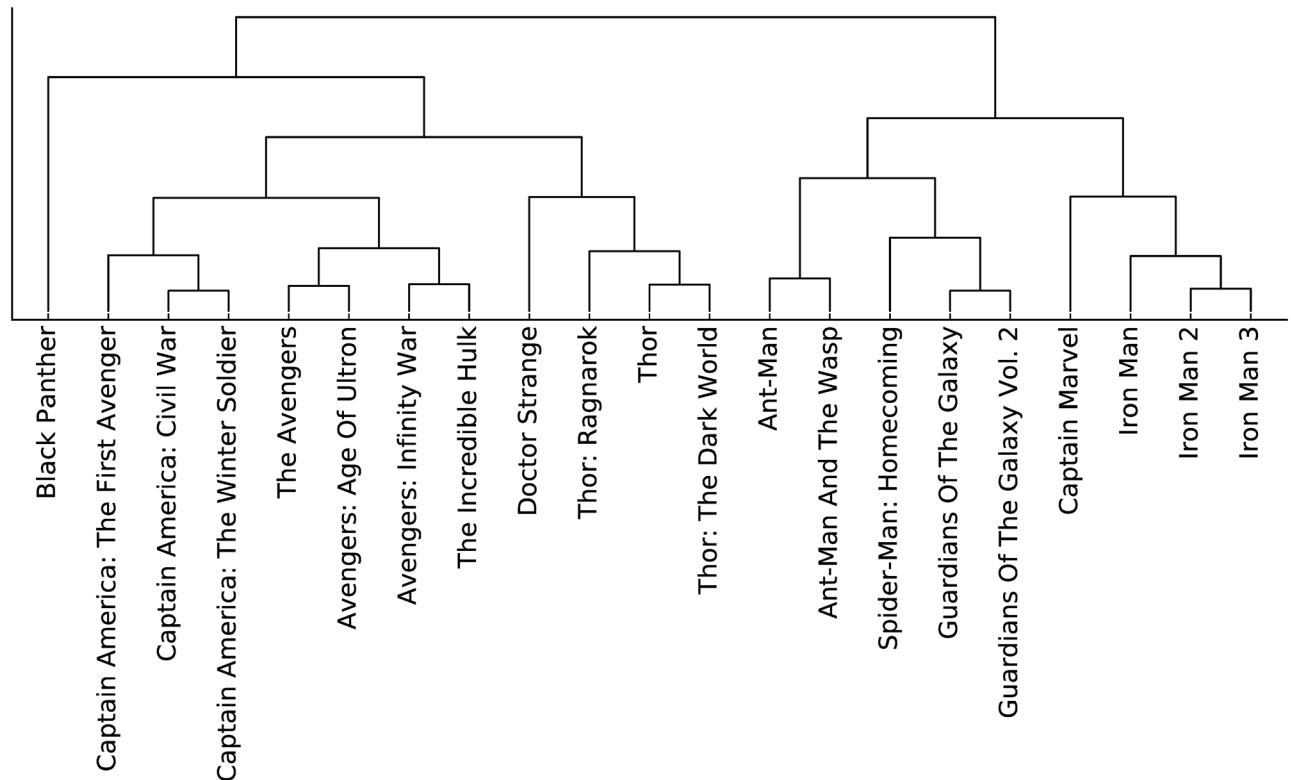 Black Panther
Captain America: The First Avenger
Captain America: Civil War
Captain America: The Winter Soldier
The Avengers
Avengers: Age Of Ultron
Avengers: Infinity War
The Incredible Hulk
Doctor Strange
Thor: Ragnarok
Thor
Thor: The Dark World
Ant-Man
Ant-Man And The Wasp
Spider-Man: Homecoming
Guardians Of The Galaxy
Guardians Of The Galaxy Vol. 2
Captain Marvel
Iron Man
Iron Man 2
Iron Man 3